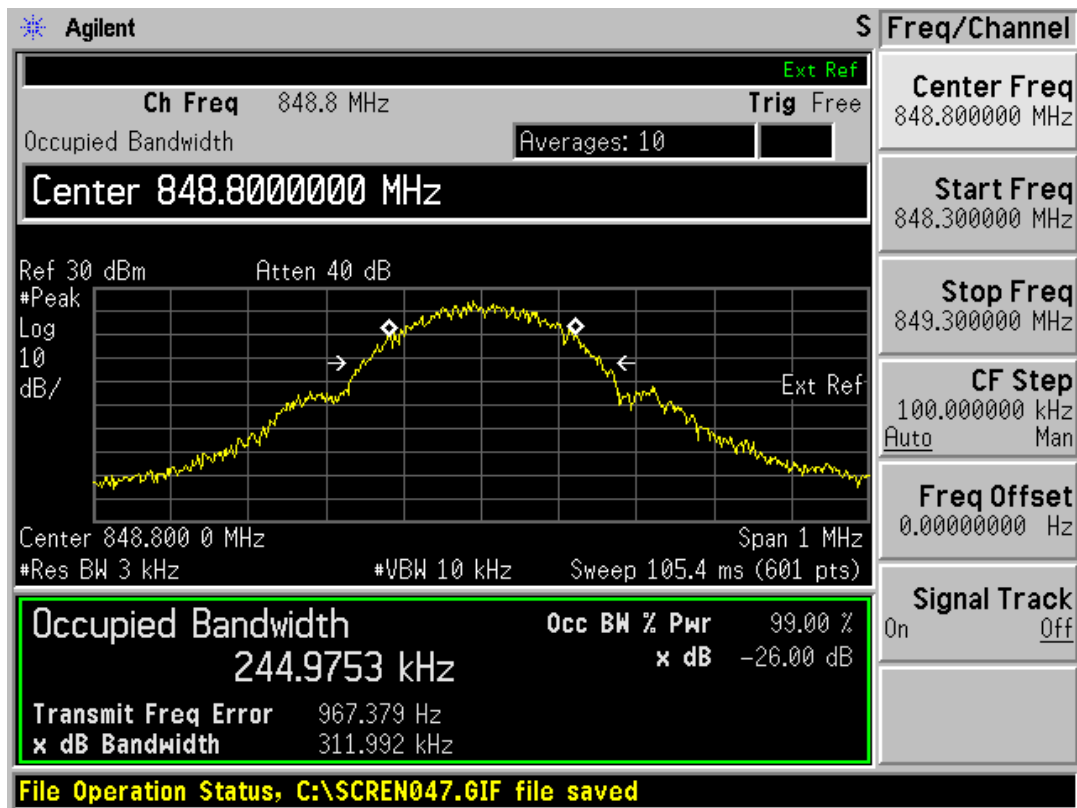 Agilent S
Freq/Channel
Ext Ref
Ch Freq 848.8 MHz Trig Free
Occupied Bandwidth Averages: 10
Center 848.8000000 MHz
Ref 30 dBm Atten 40 dB
#Peak
Log
10
dB/
Ext Ref
Center 848.800 0 MHz Span 1 MHz
#Res BW 3 kHz #VBW 10 kHz Sweep 105.4 ms (601 pts)
Occupied Bandwidth
244.9753 kHz
Occ BW % Pwr 99.00 %
x dB -26.00 dB
Transmit Freq Error 967.379 Hz
x dB Bandwidth 311.992 kHz
File Operation Status, C:\SCREN047.GIF file saved
Center Freq
848.800000 MHz
Start Freq
848.300000 MHz
Stop Freq
849.300000 MHz
CF Step
100.000000 kHz
Auto Man
Freq Offset
0.00000000 Hz
Signal Track
On Off